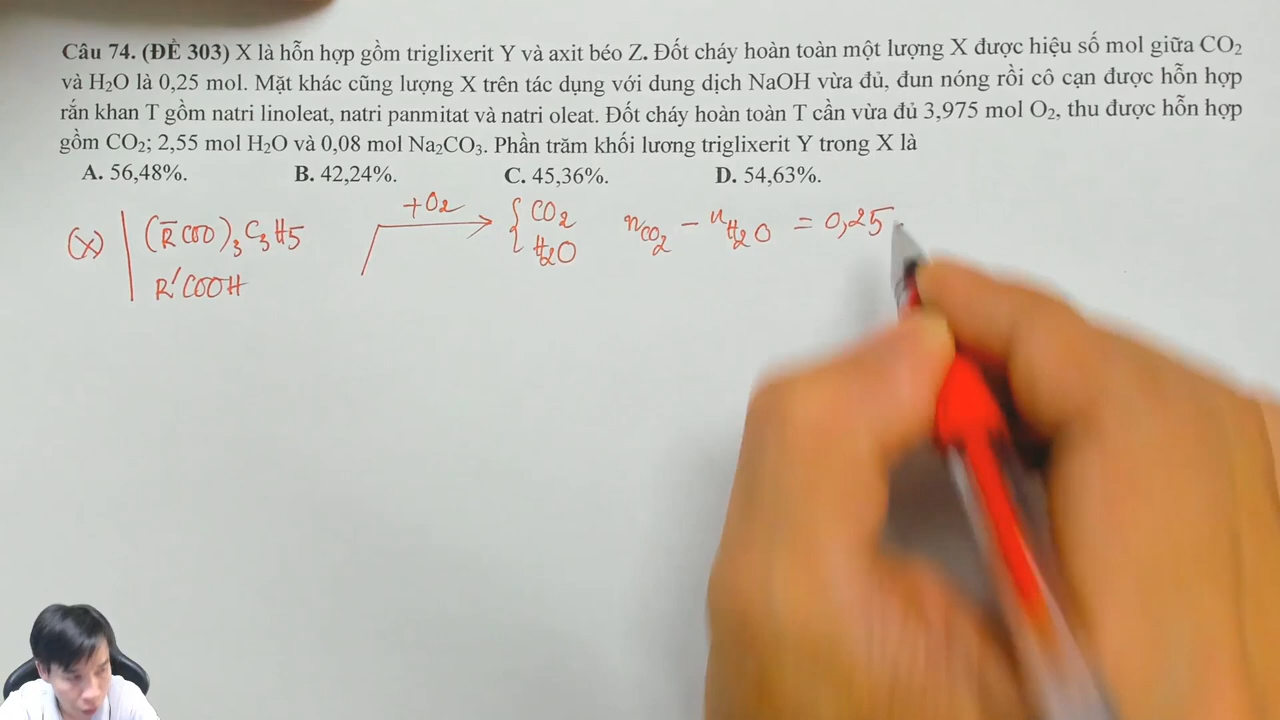 Câu 74. (ĐỀ 303) X là hỗn hợp gồm triglixerit Y và axit béo Z. Đốt cháy hoàn toàn một lượng X được hiệu số mol giữa CO₂
và H₂O là 0,25 mol. Mặt khác cũng lượng X trên tác dụng với dung dịch NaOH vừa đủ, đun nóng rồi cô cạn được hỗn hợp
rắn khan T gồm natri linoleat, natri panmitat và natri oleat. Đốt cháy hoàn toàn T cần vừa đủ 3,975 mol O₂, thu được hỗn hợp
gồm CO₂; 2,55 mol H₂O và 0,08 mol Na₂CO₃. Phần trăm khối lương triglixerit Y trong X là
A. 56,48%. B. 42,24%. C. 45,36%. D. 54,63%.
(X) | (R̄COO)₃C₃H₅ +O₂ { CO₂ n CO₂ − n H₂O = 0,25
R'COOH H₂O